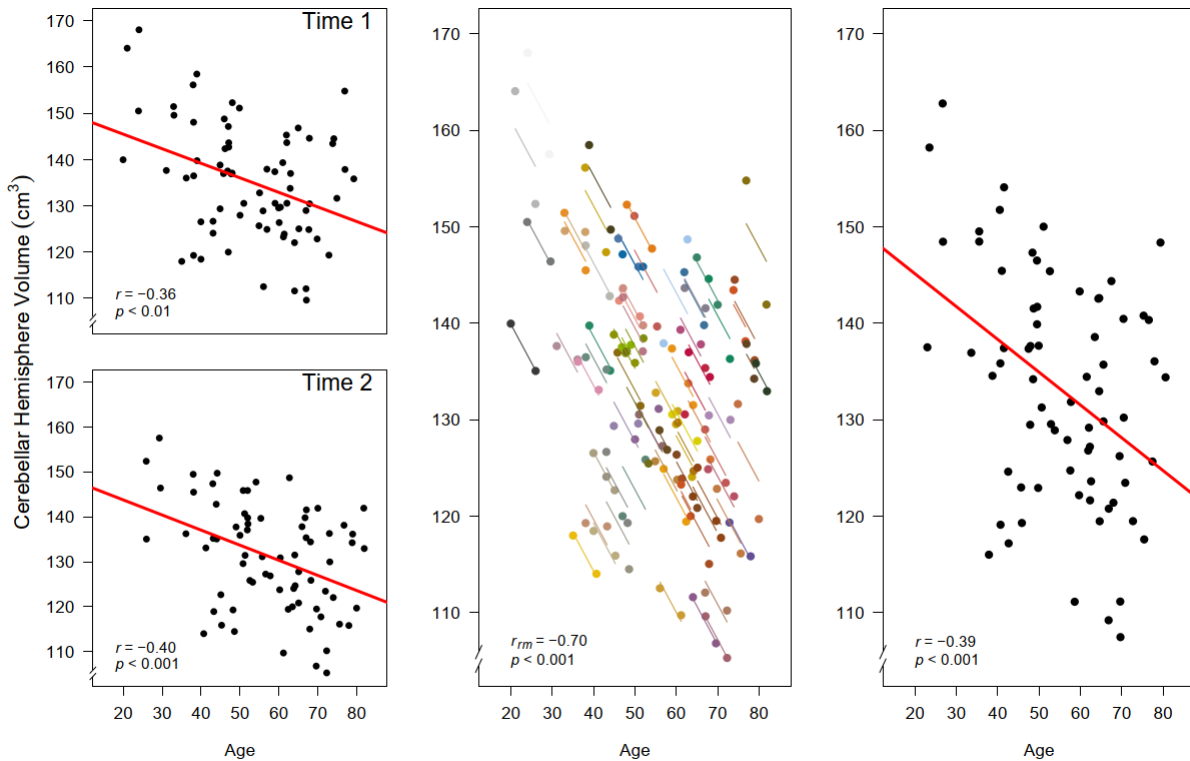 Time 1
170
160
150
140
130
120
110
r = −0.36
p < 0.01
Time 2
170
160
150
140
130
120
110
r = −0.40
p < 0.001
20 30 40 50 60 70 80
Age
Cerebellar Hemisphere Volume (cm³)
170
160
150
140
130
120
110
rrm = −0.70
p < 0.001
20 30 40 50 60 70 80
Age
170
160
150
140
130
120
110
r = −0.39
p < 0.001
20 30 40 50 60 70 80
Age